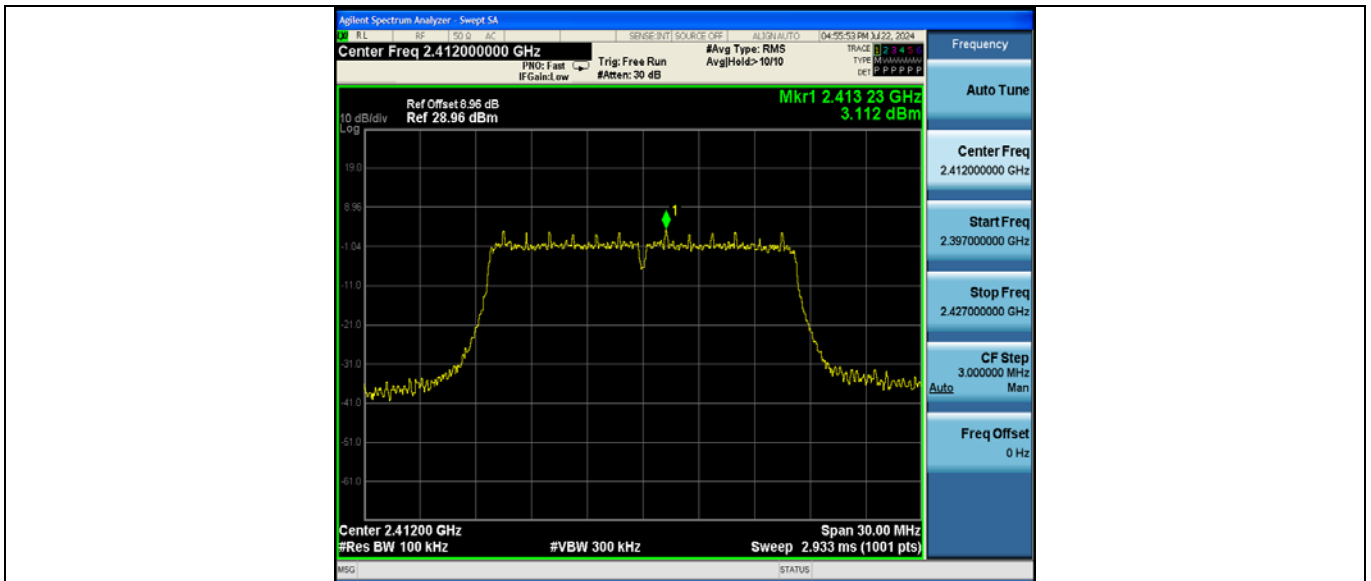 Agilent Spectrum Analyzer - Swept SA
RL RF 50 Ω AC SENSE:INT SOURCE OFF ALIGN AUTO 04:55:53 PM Jul 22, 2024
Center Freq 2.412000000 GHz
PNO: Fast
IFGain:Low
Trig: Free Run
#Atten: 30 dB
#Avg Type: RMS
Avg|Hold:>10/10
TRACE 1 2 3 4 5 6
TYPE MWWWWW
DET P P P P P P
Ref Offset 8.96 dB
10 dB/div Ref 28.96 dBm
Log
Mkr1 2.413 23 GHz
3.112 dBm
19.0
8.96
-1.04
-11.0
-21.0
-31.0
-41.0
-51.0
-61.0
1
Center 2.41200 GHz Span 30.00 MHz
#Res BW 100 kHz #VBW 300 kHz Sweep 2.933 ms (1001 pts)
MSG STATUS
Frequency
Auto Tune
Center Freq
2.412000000 GHz
Start Freq
2.397000000 GHz
Stop Freq
2.427000000 GHz
CF Step
3.000000 MHz
Auto Man
Freq Offset
0 Hz